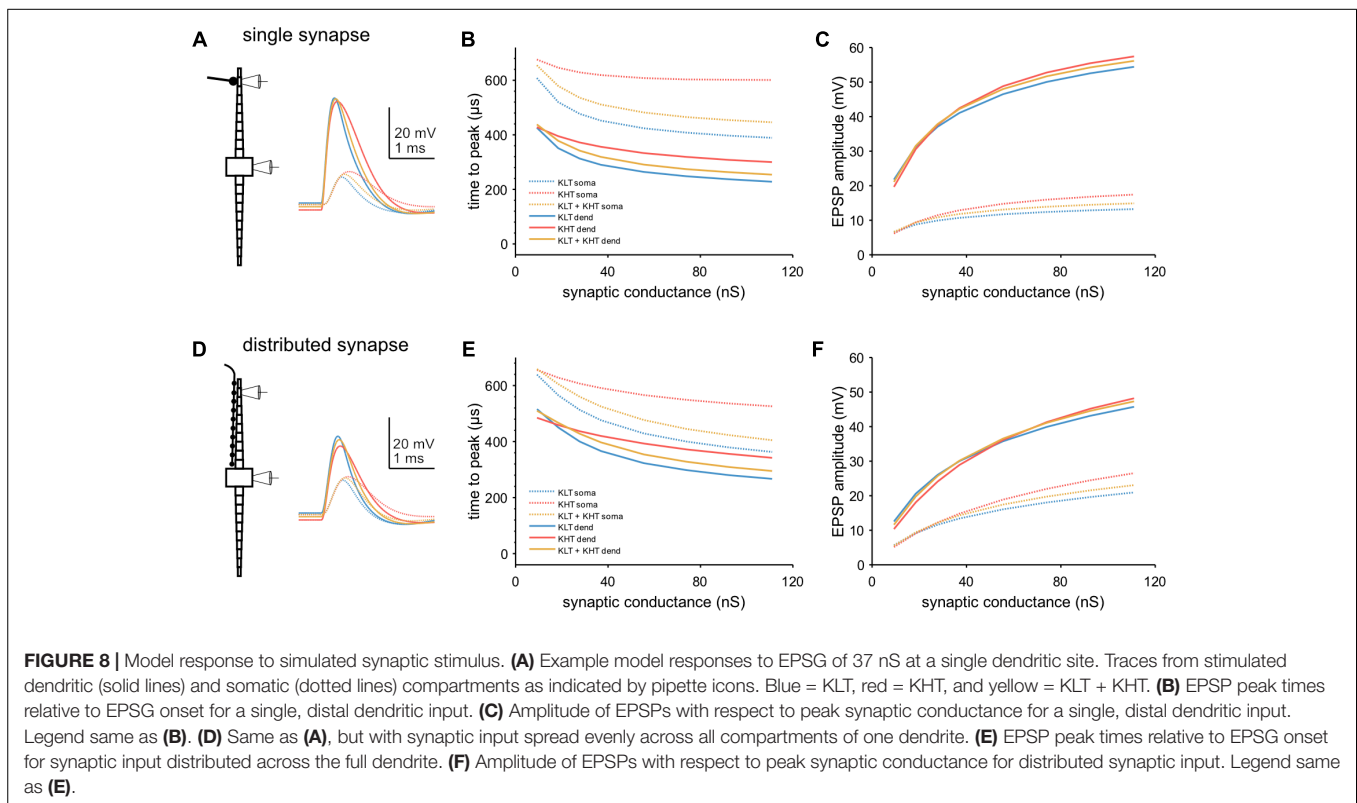 A single synapse
20 mV
1 ms
B
time to peak (µs)
600
400
200
0
KLT soma
KHT soma
KLT + KHT soma
KLT dend
KHT dend
KLT + KHT dend
0 40 80 120
synaptic conductance (nS)
C
EPSP amplitude (mV)
60
50
40
30
20
10
0
0 40 80 120
synaptic conductance (nS)
D distributed synapse
20 mV
1 ms
E
time to peak (µs)
600
400
200
0
KLT soma
KHT soma
KLT + KHT soma
KLT dend
KHT dend
KLT + KHT dend
0 40 80 120
synaptic conductance (nS)
F
EPSP amplitude (mV)
60
50
40
30
20
10
0
0 40 80 120
synaptic conductance (nS)
FIGURE 8 | Model response to simulated synaptic stimulus. (A) Example model responses to EPSG of 37 nS at a single dendritic site. Traces from stimulated
dendritic (solid lines) and somatic (dotted lines) compartments as indicated by pipette icons. Blue = KLT, red = KHT, and yellow = KLT + KHT. (B) EPSP peak times
relative to EPSG onset for a single, distal dendritic input. (C) Amplitude of EPSPs with respect to peak synaptic conductance for a single, distal dendritic input.
Legend same as (B). (D) Same as (A), but with synaptic input spread evenly across all compartments of one dendrite. (E) EPSP peak times relative to EPSG onset
for synaptic input distributed across the full dendrite. (F) Amplitude of EPSPs with respect to peak synaptic conductance for distributed synaptic input. Legend same
as (E).